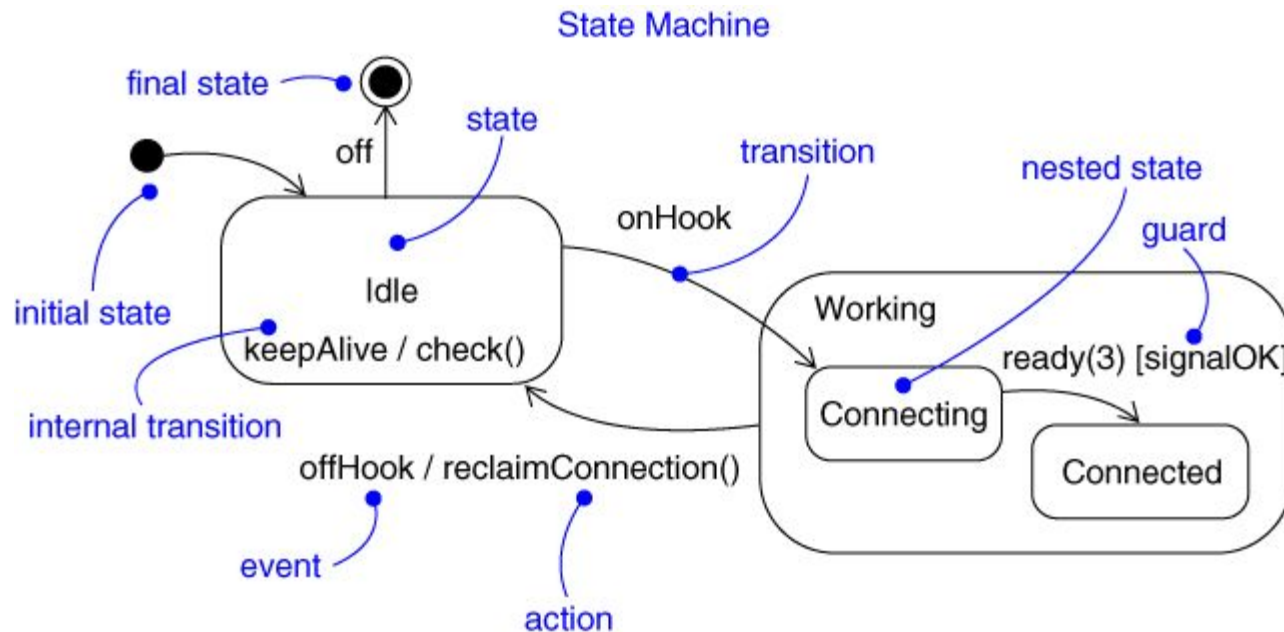 State Machine
final state
state
off
transition
nested state
onHook
guard
initial state
Idle
Working
keepAlive / check()
ready(3) [signalOK]
internal transition
Connecting
offHook / reclaimConnection()
Connected
event
action